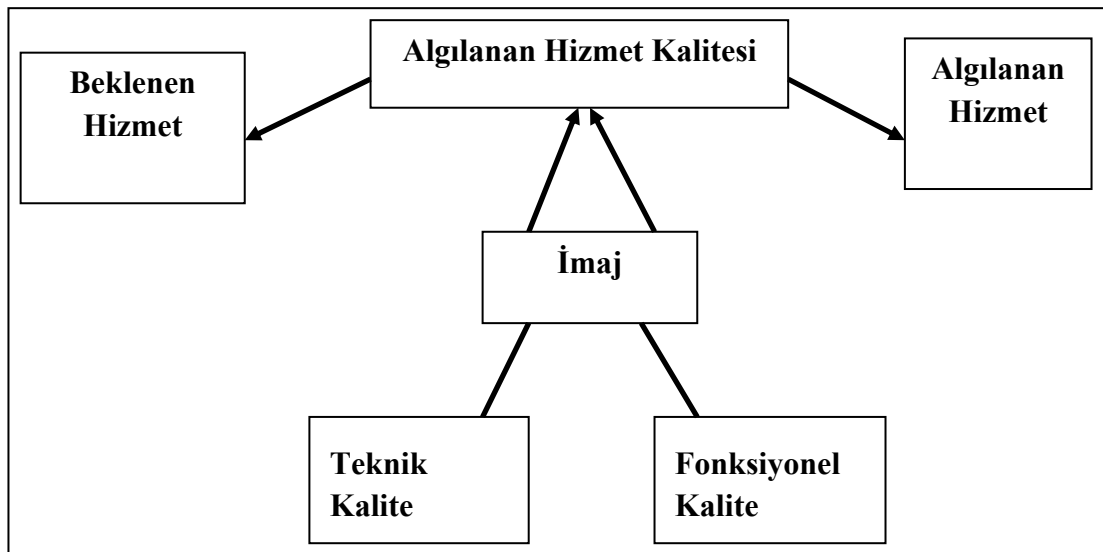 Algılanan Hizmet Kalitesi
Beklenen
Hizmet
Algılanan
Hizmet
İmaj
Teknik
Kalite
Fonksiyonel
Kalite